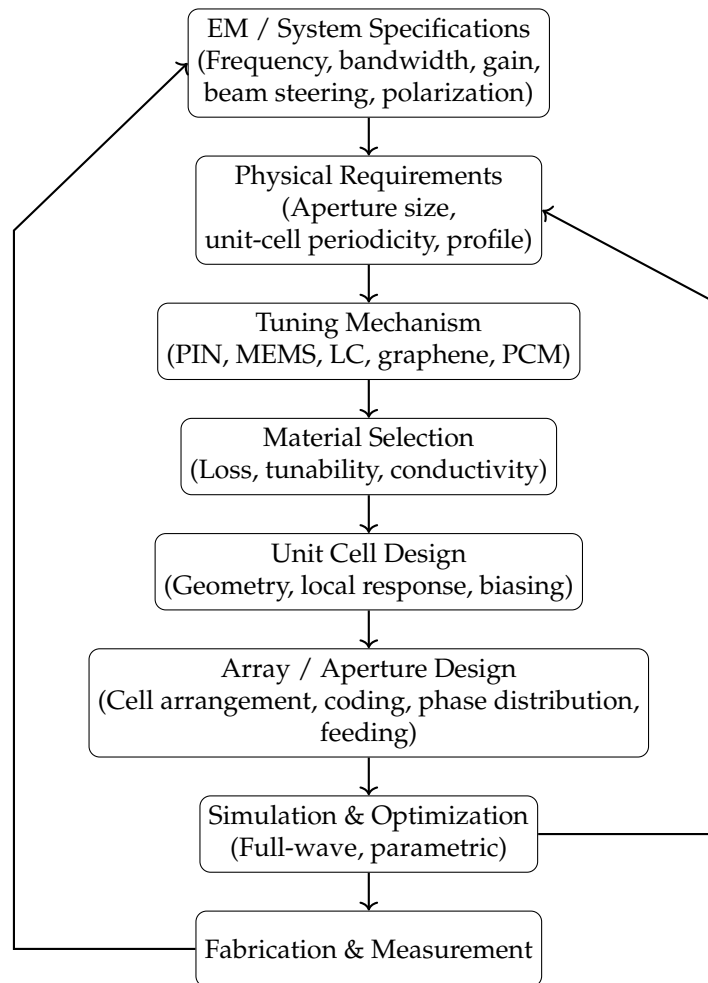 EM / System Specifications
(Frequency, bandwidth, gain,
beam steering, polarization)
Physical Requirements
(Aperture size,
unit-cell periodicity, profile)
Tuning Mechanism
(PIN, MEMS, LC, graphene, PCM)
Material Selection
(Loss, tunability, conductivity)
Unit Cell Design
(Geometry, local response, biasing)
Array / Aperture Design
(Cell arrangement, coding, phase distribution,
feeding)
Simulation & Optimization
(Full-wave, parametric)
Fabrication & Measurement